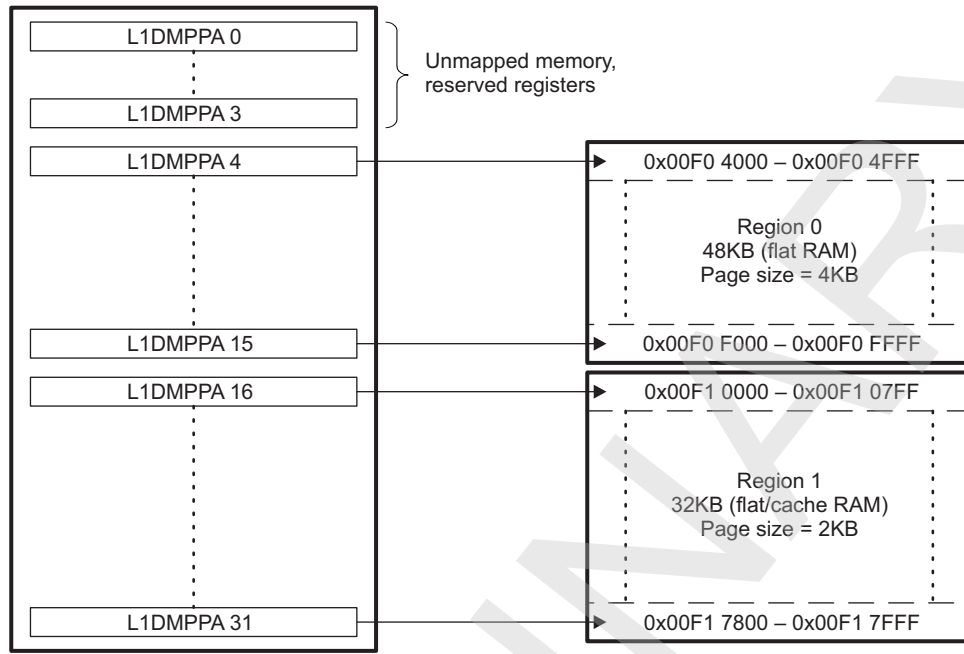 L1DMPPA 0
Unmapped memory,
reserved registers
L1DMPPA 3
L1DMPPA 4
0x00F0 4000 – 0x00F0 4FFF
Region 0
48KB (flat RAM)
Page size = 4KB
L1DMPPA 15
0x00F0 F000 – 0x00F0 FFFF
L1DMPPA 16
0x00F1 0000 – 0x00F1 07FF
Region 1
32KB (flat/cache RAM)
Page size = 2KB
L1DMPPA 31
0x00F1 7800 – 0x00F1 7FFF
INARY